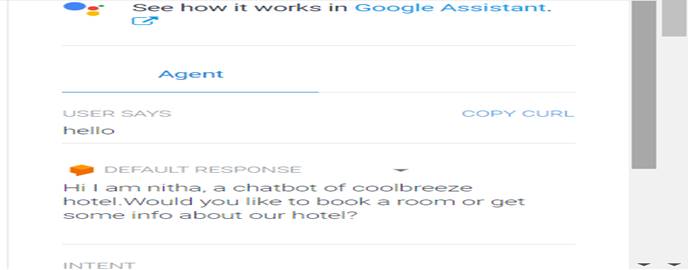 See how it works in Google Assistant.
Agent
USER SAYS COPY CURL
hello
DEFAULT RESPONSE
Hi I am nitha, a chatbot of coolbreeze
hotel.Would you like to book a room or get
some info about our hotel?
INTENT